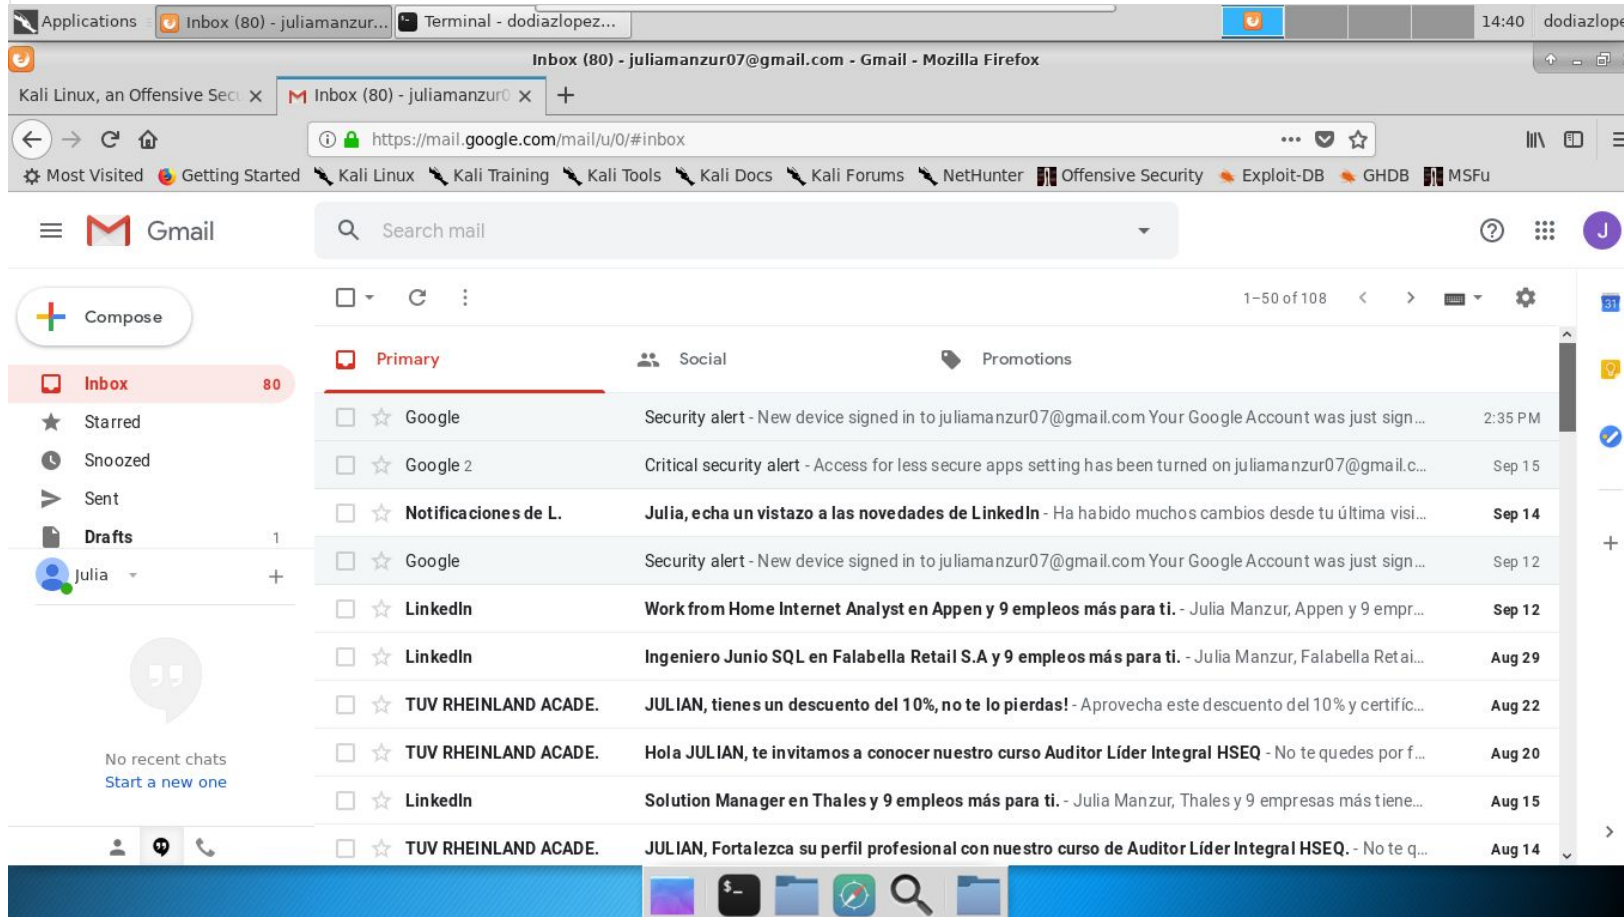 Applications Inbox (80) - juliamanzur... Terminal - dodiazlopez... 14:40 dodiazlope
Inbox (80) - juliamanzur07@gmail.com - Gmail - Mozilla Firefox
Kali Linux, an Offensive Sec Inbox (80) - juliamanzur0
https://mail.google.com/mail/u/0/#inbox
Most Visited Getting Started Kali Linux Kali Training Kali Tools Kali Docs Kali Forums NetHunter Offensive Security Exploit-DB GHDB MSFu
Gmail Search mail J
Compose 1–50 of 108 31
Primary Social Promotions
Inbox 80
Google Security alert - New device signed in to juliamanzur07@gmail.com Your Google Account was just sign... 2:35 PM
Starred
Snoozed
Google 2 Critical security alert - Access for less secure apps setting has been turned on juliamanzur07@gmail.c... Sep 15
Sent
Notificaciones de L. Julia, echa un vistazo a las novedades de LinkedIn - Ha habido muchos cambios desde tu última visi... Sep 14
Drafts 1
Google Security alert - New device signed in to juliamanzur07@gmail.com Your Google Account was just sign... Sep 12
Julia
LinkedIn Work from Home Internet Analyst en Appen y 9 empleos más para ti. - Julia Manzur, Appen y 9 empr... Sep 12
LinkedIn Ingeniero Junio SQL en Falabella Retail S.A y 9 empleos más para ti. - Julia Manzur, Falabella Retai... Aug 29
TUV RHEINLAND ACADE. JULIAN, tienes un descuento del 10%, no te lo pierdas! - Aprovecha este descuento del 10% y certifíc... Aug 22
TUV RHEINLAND ACADE. Hola JULIAN, te invitamos a conocer nuestro curso Auditor Líder Integral HSEQ - No te quedes por f... Aug 20
No recent chats
Start a new one
LinkedIn Solution Manager en Thales y 9 empleos más para ti. - Julia Manzur, Thales y 9 empresas más tiene... Aug 15
TUV RHEINLAND ACADE. JULIAN, Fortalezca su perfil profesional con nuestro curso de Auditor Líder Integral HSEQ. - No te q... Aug 14
$_